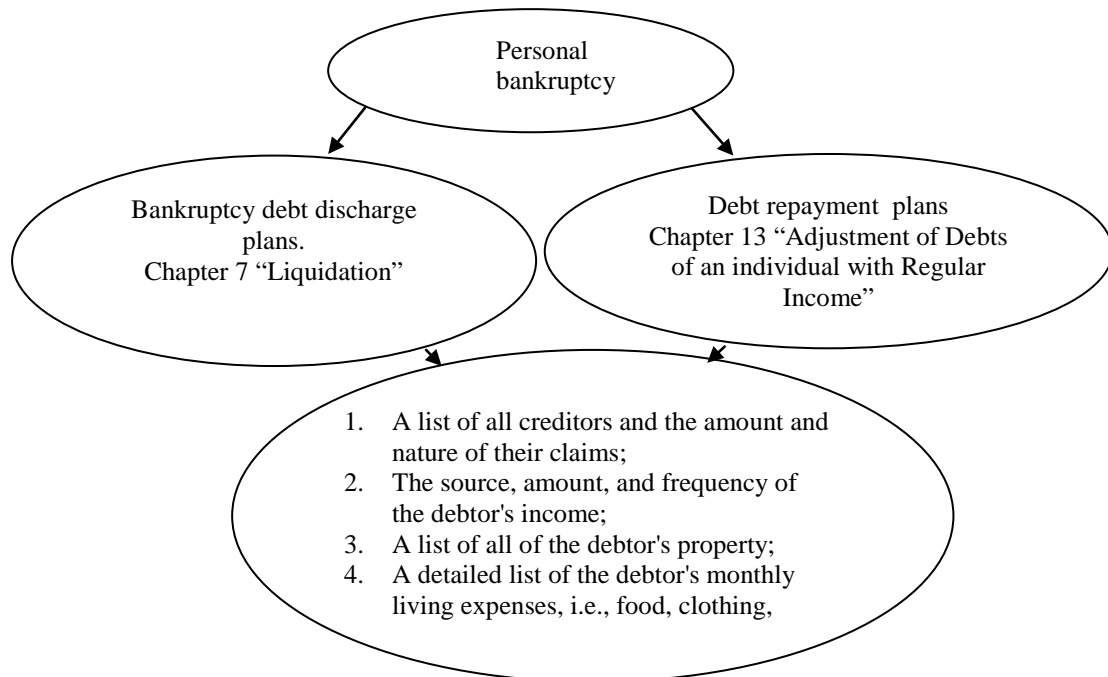 Personal
bankruptcy
Bankruptcy debt discharge
plans.
Chapter 7 “Liquidation”
Debt repayment plans
Chapter 13 “Adjustment of Debts
of an individual with Regular
Income”
1. A list of all creditors and the amount and
nature of their claims;
2. The source, amount, and frequency of
the debtor's income;
3. A list of all of the debtor's property;
4. A detailed list of the debtor's monthly
living expenses, i.e., food, clothing,